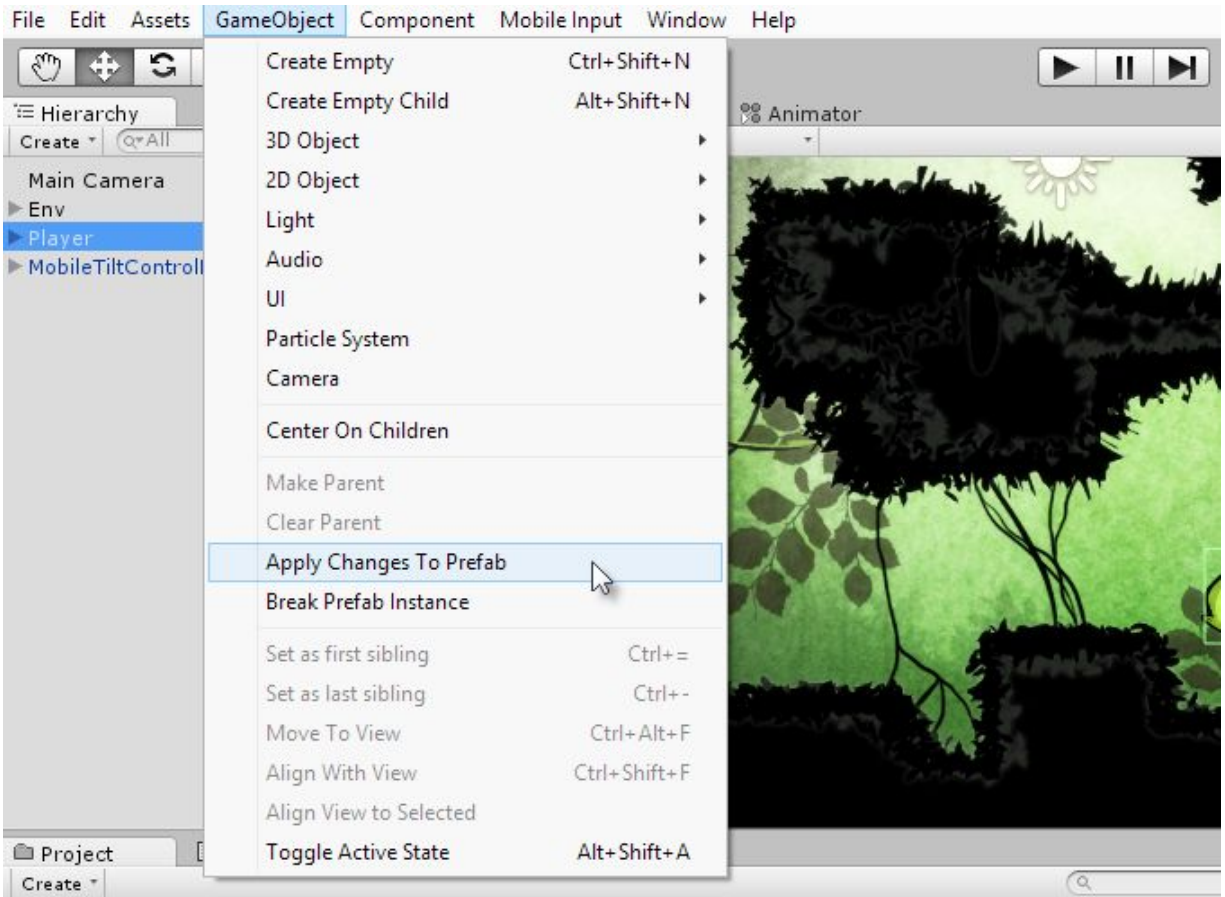 File Edit Assets GameObject Component Mobile Input Window Help
Hierarchy
Create All
Main Camera
Env
Player
MobileTiltControl
Create Empty Ctrl+Shift+N
Create Empty Child Alt+Shift+N
3D Object
2D Object
Light
Audio
UI
Particle System
Camera
Center On Children
Make Parent
Clear Parent
Apply Changes To Prefab
Break Prefab Instance
Set as first sibling Ctrl+=
Set as last sibling Ctrl+-
Move To View Ctrl+Alt+F
Align With View Ctrl+Shift+F
Align View to Selected
Toggle Active State Alt+Shift+A
Animator
Project
Create